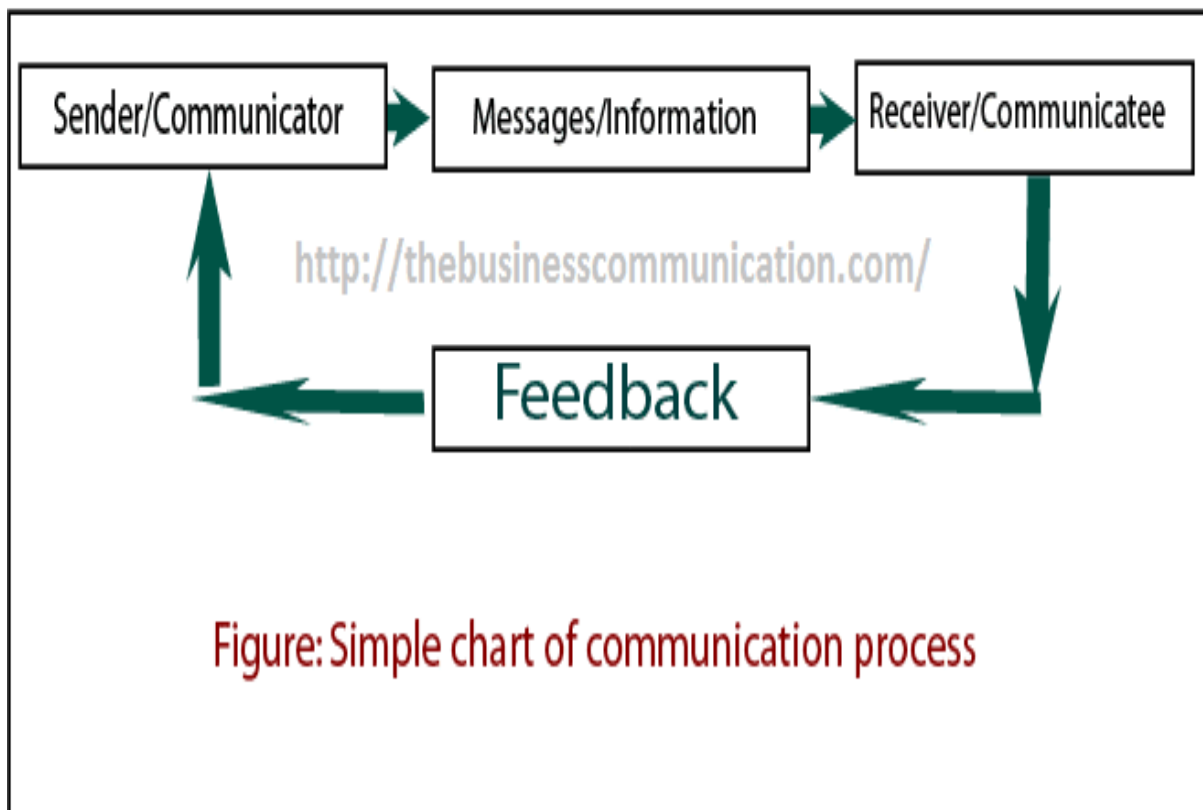 Sender/Communicator
Messages/Information
Receiver/Communicatee
http://thebusinesscommunication.com/
Feedback
Figure: Simple chart of communication process